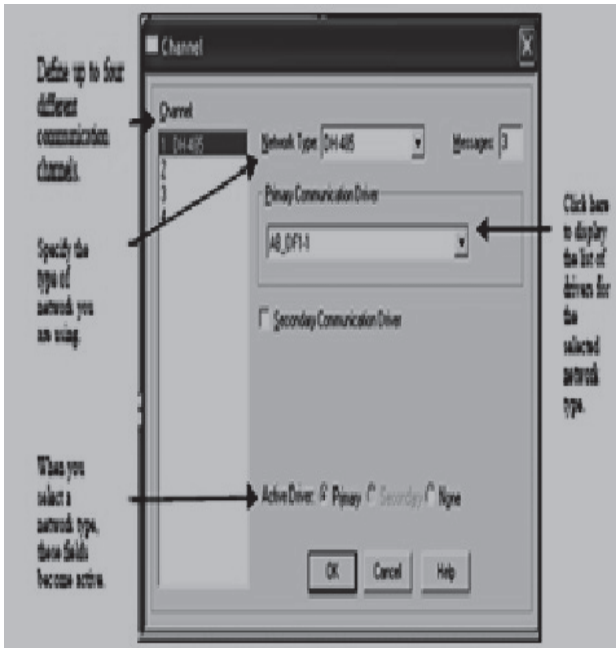 Channel
Define up to four
different
communication
channels.
Channel
1 DH-485
2
3
4
Network Type: DH-485
Messages: 3
Primary Communication Driver
AB_DF1-1
Secondary Communication Driver
Specify the
type of
network you
are using.
Click here
to display
the list of
drivers for
the
selected
network
type.
When you
select a
network type,
these fields
become active.
Active Driver: Primary Secondary None
OK Cancel Help